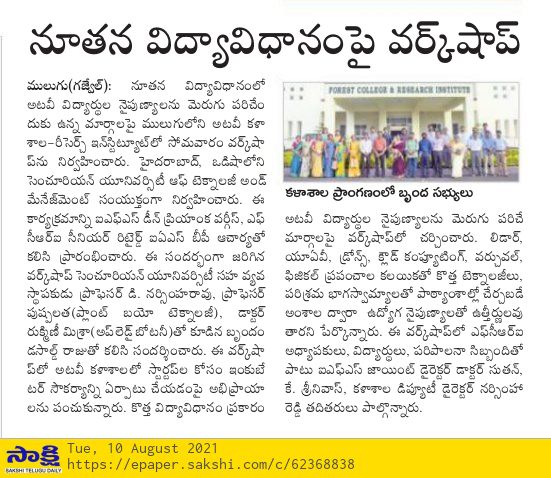 నూతన విద్యావిధానంపై వర్క్‌షాప్
ములుగు(గజ్వేల్): నూతన విద్యావిధానంలో
అటవీ విద్యార్థుల నైపుణ్యాలను మెరుగు పరిచేం
దుకు ఉన్న మార్గాలపై ములుగులోని అటవీ కళా
శాల-రీసెర్చ్ ఇనిస్టిట్యూట్‌లో సోమవారం వర్క్‌షా
ప్‌ను నిర్వహించారు. హైదరాబాద్, ఒడిషాలోని
సెంచూరియన్ యూనివర్సిటీ ఆఫ్ టెక్నాలజీ అండ్
మేనేజ్‌మెంట్ సంయుక్తంగా నిర్వహించారు. ఈ
కార్యక్రమాన్ని ఐఎఫ్ఎస్ డీన్ ప్రియాంక వర్గీస్, ఎఫ్
సీఆర్ఐ సీనియర్ రిటైర్డ్ ఐఏఎస్ బీపీ ఆచార్యతో
కలిసి ప్రారంభించారు. ఈ సందర్భంగా జరిగిన
వర్క్‌షాప్ సెంచూరియన్ యూనివర్సిటీ సహ వ్యవ
స్థాపకుడు ప్రొఫెసర్ డి. నర్సింహరావు, ప్రొఫెసర్
పుష్పలత(ప్లాంట్ బయో టెక్నాలజీ), డాక్టర్
రుక్మిణీ మిశ్రా(అప్‌లైడ్ బోటనీ)తో కూడిన బృందం
డసాల్ట్ రాజుతో కలిసి సందర్శించారు. ఈ వర్క్‌షా
ప్‌లో అటవీ కళాశాలలో స్టార్టప్‌ల కోసం ఇంకుబే
టర్ సౌకర్యాన్ని ఏర్పాటు చేయడంపై అభిప్రాయా
లను పంచుకున్నారు. కొత్త విద్యావిధానం ప్రకారం
FOREST COLLEGE & RESEARCH INSTITUTE
కళాశాల ప్రాంగణంలో బృంద సభ్యులు
అటవీ విద్యార్థుల నైపుణ్యాలను మెరుగు పరిచే
మార్గాలపై వర్క్‌షాప్‌లో చర్చించారు. లిడార్,
యూఏవీ, డ్రోన్స్, క్లౌడ్ కంప్యూటింగ్, వర్చువల్,
ఫిజికల్ ప్రపంచాల కలయికతో కొత్త టెక్నాలజీలు,
పరిశ్రమ భాగస్వామ్యాలతో పాఠ్యాంశాల్లో చేర్చబడే
అంశాల ద్వారా ఉద్యోగ నైపుణ్యాలతో ఉత్తీర్ణులవు
తారని పేర్కొన్నారు. ఈ వర్క్‌షాప్‌లో ఎఫ్‌సీఆర్ఐ
అధ్యాపకులు, విద్యార్థులు, పరిపాలనా సిబ్బందితో
పాటు ఐఎఫ్ఎస్ జాయింట్ డైరెక్టర్ డాక్టర్ సుతన్,
కే. శ్రీనివాస్, కళాశాల డిప్యూటీ డైరెక్టర్ నర్సింహా
రెడ్డి తదితరులు పాల్గొన్నారు.
సాక్షి
SAKSHI TELUGU DAILY
Tue, 10 August 2021
https://epaper.sakshi.com/c/62368838